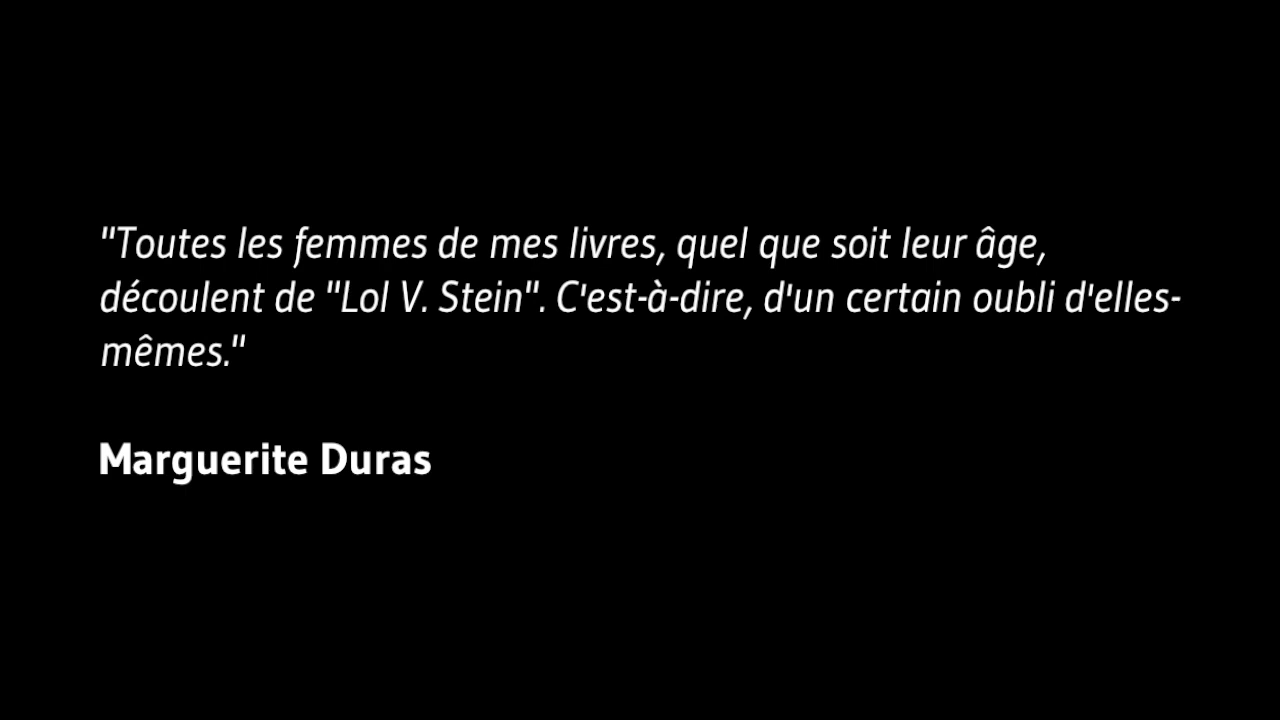 "Toutes les femmes de mes livres, quel que soit leur âge,
découlent de "Lol V. Stein". C'est-à-dire, d'un certain oubli d'elles-
mêmes."
Marguerite Duras